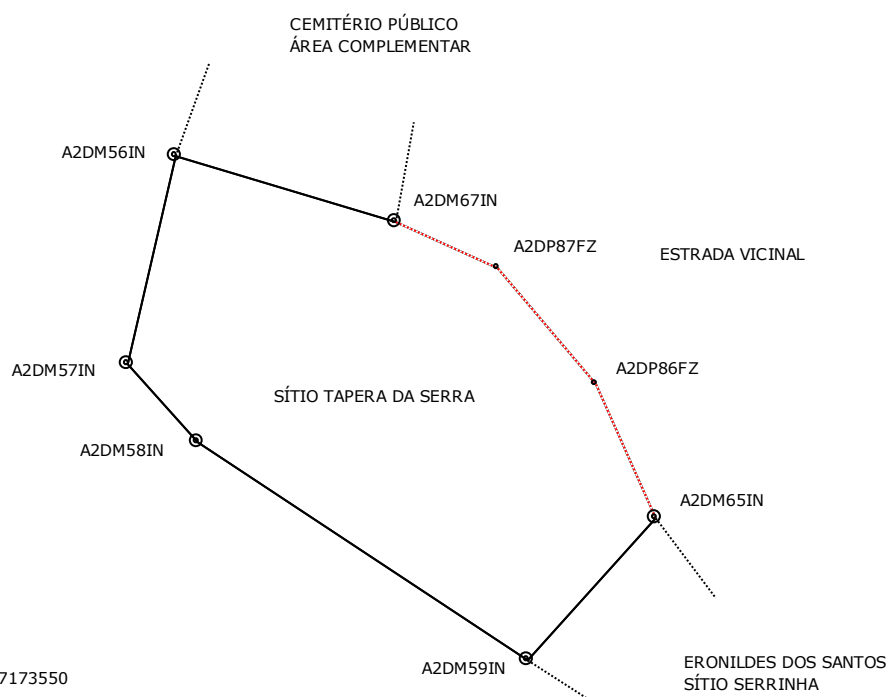 CEMITÉRIO PÚBLICO
ÁREA COMPLEMENTAR
A2DM56IN
A2DM67IN
A2DP87FZ
ESTRADA VICINAL
A2DM57IN
A2DP86FZ
SÍTIO TAPERA DA SERRA
A2DM58IN
A2DM65IN
A2DM59IN
ERONILDES DOS SANTOS
SÍTIO SERRINHA
7173550